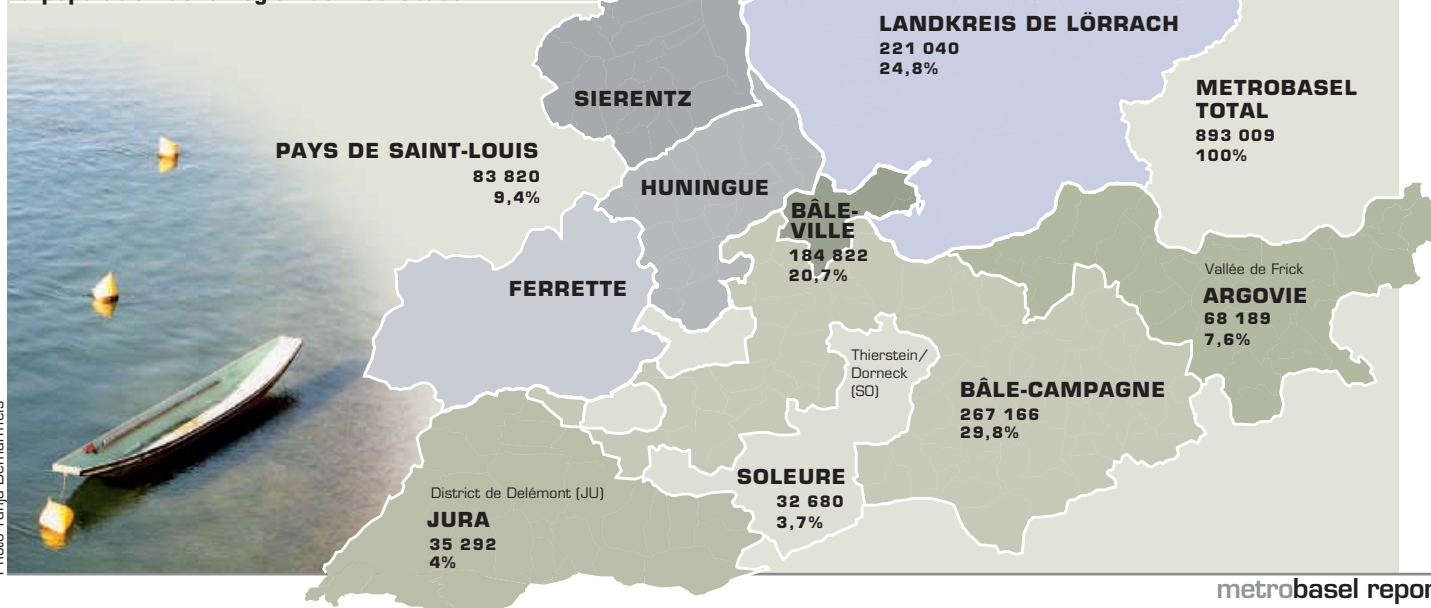 LANDKREIS DE LÖRRACH
221 040
24,8%
METROBASEL
TOTAL
893 009
100%
SIERENTZ
PAYS DE SAINT-LOUIS
83 820
9,4%
HUNINGUE
BÂLE-
VILLE
184 822
20,7%
FERRETTE
Vallée de Frick
ARGOVIE
68 189
7,6%
Thierstein/
Dorneck
(SO)
BÂLE-CAMPAGNE
267 166
29,8%
SOLEURE
32 680
3,7%
District de Delémont (JU)
JURA
35 292
4%
metrobasel repor